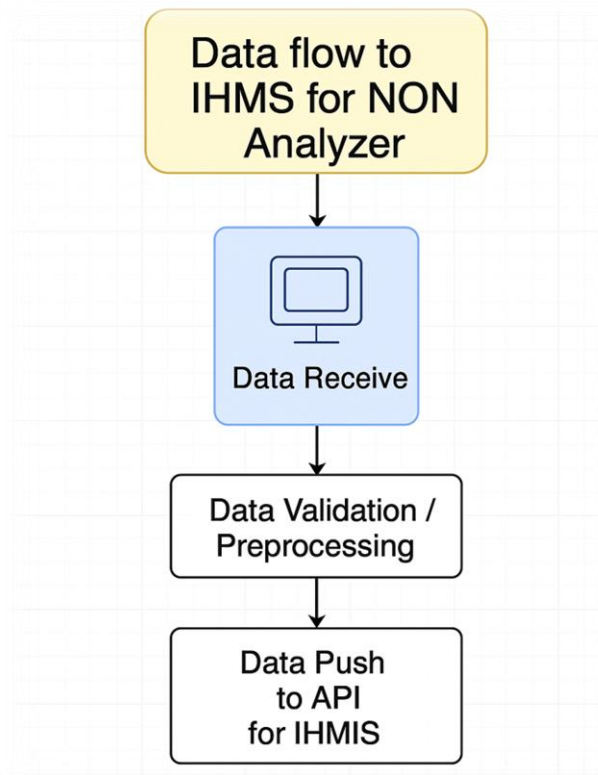 Data flow to
IHMS for NON
Analyzer
Data Receive
Data Validation /
Preprocessing
Data Push
to API
for IHMIS